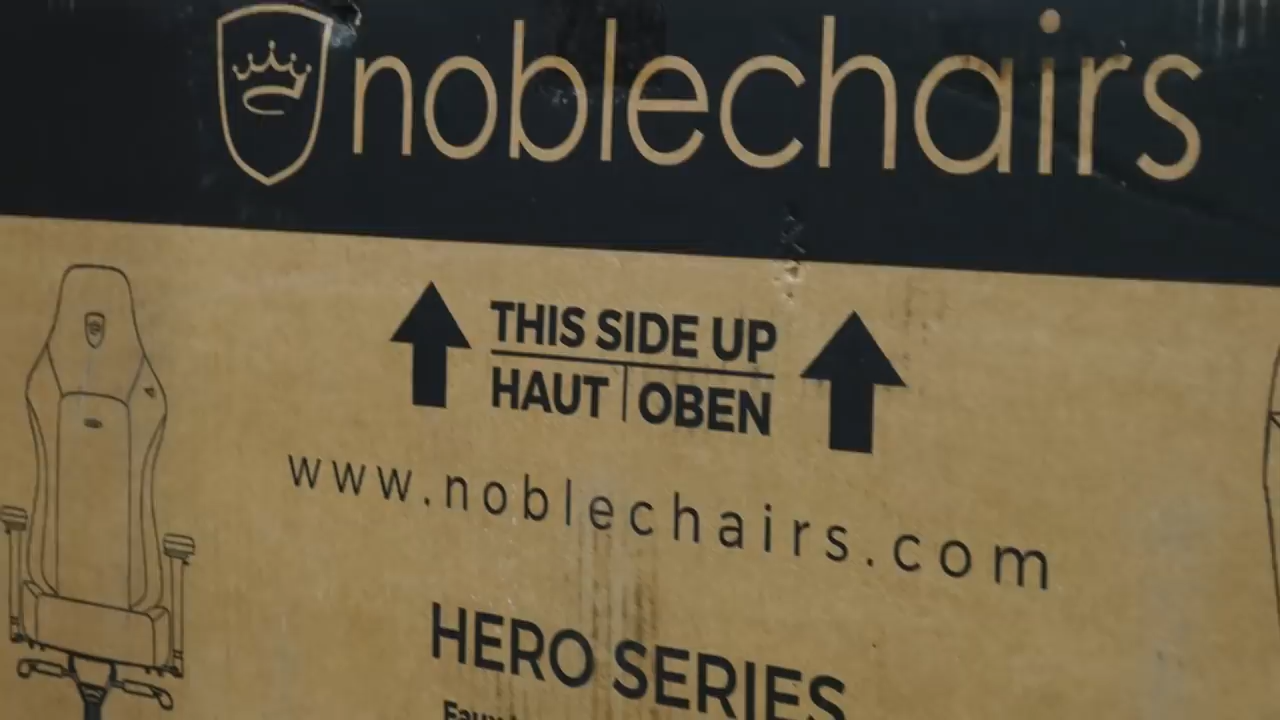 noblechairs
THIS SIDE UP
HAUT | OBEN
www.noblechairs.com
HERO SERIES